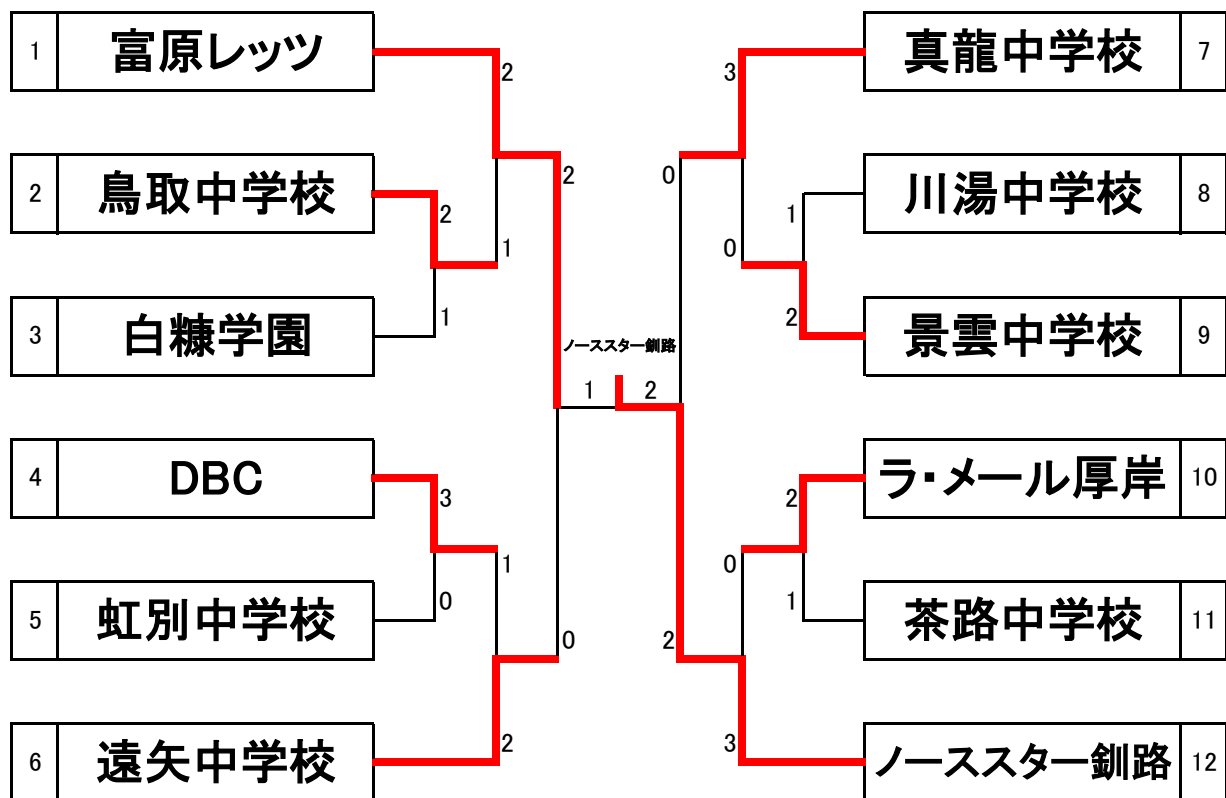 1 富原レッツ
2 鳥取中学校
3 白糠学園
4 DBC
5 虹別中学校
6 遠矢中学校
2
2
2
1
1
3
1
0
0
2
ノーススター釧路
1 2
3
0
1
0
2
2
0
1
2
3
真龍中学校 7
川湯中学校 8
景雲中学校 9
ラ・メール厚岸 10
茶路中学校 11
ノーススター釧路 12